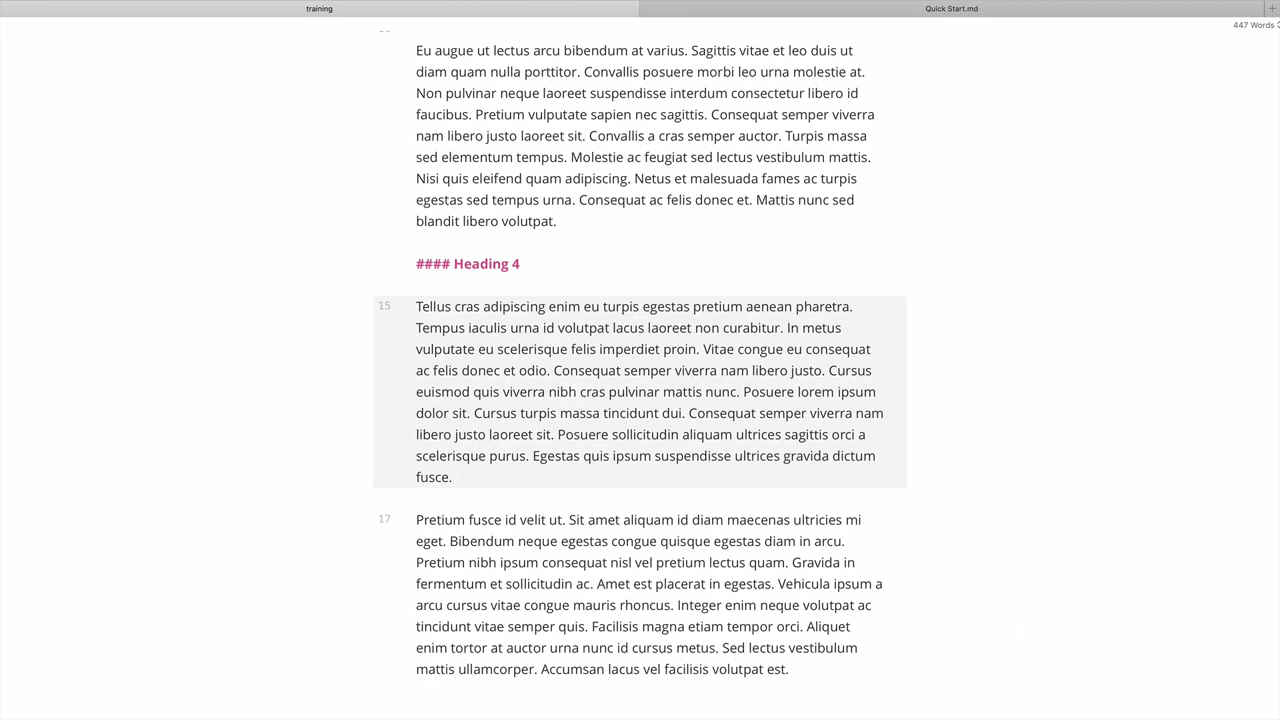 training
Quick Start.md
447 Words
Eu augue ut lectus arcu bibendum at varius. Sagittis vitae et leo duis ut
diam quam nulla porttitor. Convallis posuere morbi leo urna molestie at.
Non pulvinar neque laoreet suspendisse interdum consectetur libero id
faucibus. Pretium vulputate sapien nec sagittis. Consequat semper viverra
nam libero justo laoreet sit. Convallis a cras semper auctor. Turpis massa
sed elementum tempus. Molestie ac feugiat sed lectus vestibulum mattis.
Nisi quis eleifend quam adipiscing. Netus et malesuada fames ac turpis
egestas sed tempus urna. Consequat ac felis donec et. Mattis nunc sed
blandit libero volutpat.
#### Heading 4
15 Tellus cras adipiscing enim eu turpis egestas pretium aenean pharetra.
Tempus iaculis urna id volutpat lacus laoreet non curabitur. In metus
vulputate eu scelerisque felis imperdiet proin. Vitae congue eu consequat
ac felis donec et odio. Consequat semper viverra nam libero justo. Cursus
euismod quis viverra nibh cras pulvinar mattis nunc. Posuere lorem ipsum
dolor sit. Cursus turpis massa tincidunt dui. Consequat semper viverra nam
libero justo laoreet sit. Posuere sollicitudin aliquam ultrices sagittis orci a
scelerisque purus. Egestas quis ipsum suspendisse ultrices gravida dictum
fusce.
17 Pretium fusce id velit ut. Sit amet aliquam id diam maecenas ultricies mi
eget. Bibendum neque egestas congue quisque egestas diam in arcu.
Pretium nibh ipsum consequat nisl vel pretium lectus quam. Gravida in
fermentum et sollicitudin ac. Amet est placerat in egestas. Vehicula ipsum a
arcu cursus vitae congue mauris rhoncus. Integer enim neque volutpat ac
tincidunt vitae semper quis. Facilisis magna etiam tempor orci. Aliquet
enim tortor at auctor urna nunc id cursus metus. Sed lectus vestibulum
mattis ullamcorper. Accumsan lacus vel facilisis volutpat est.